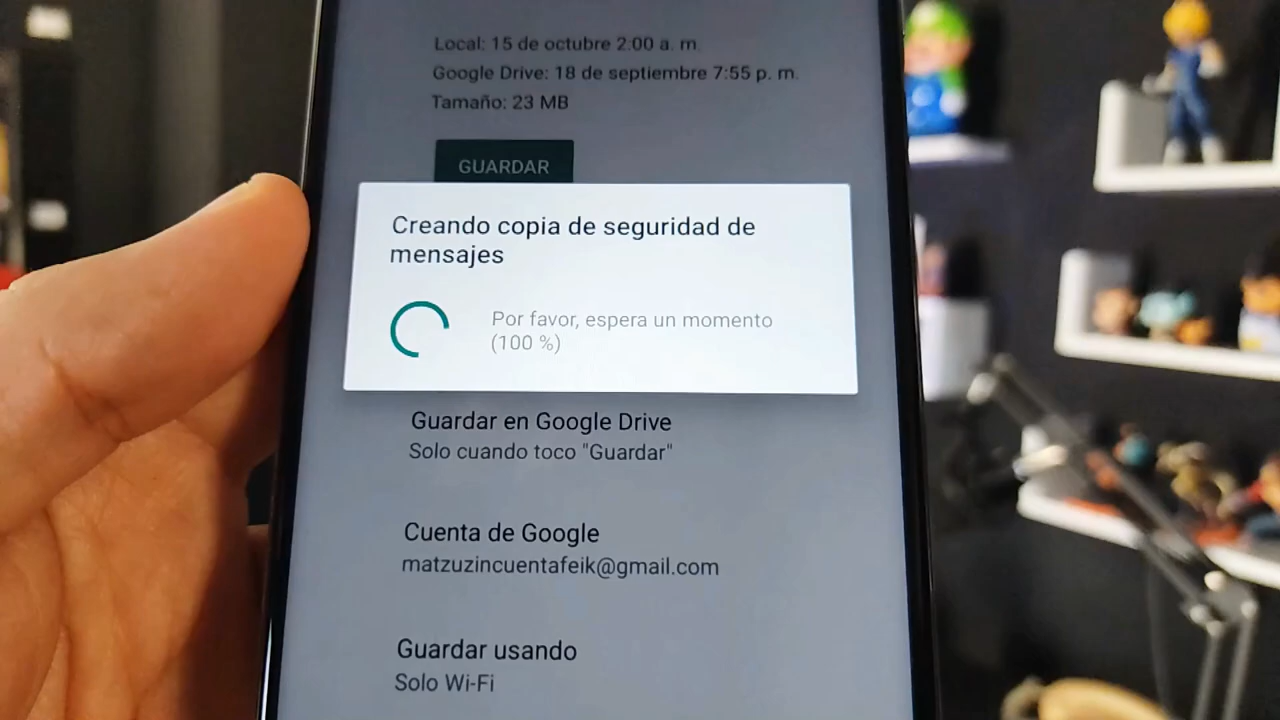 Local: 15 de octubre 2:00 a. m.
Google Drive: 18 de septiembre 7:55 p. m.
Tamaño: 23 MB
GUARDAR
Creando copia de seguridad de
mensajes
Por favor, espera un momento
(100 %)
Guardar en Google Drive
Solo cuando toco "Guardar"
Cuenta de Google
matzuzincuentafeik@gmail.com
Guardar usando
Solo Wi-Fi